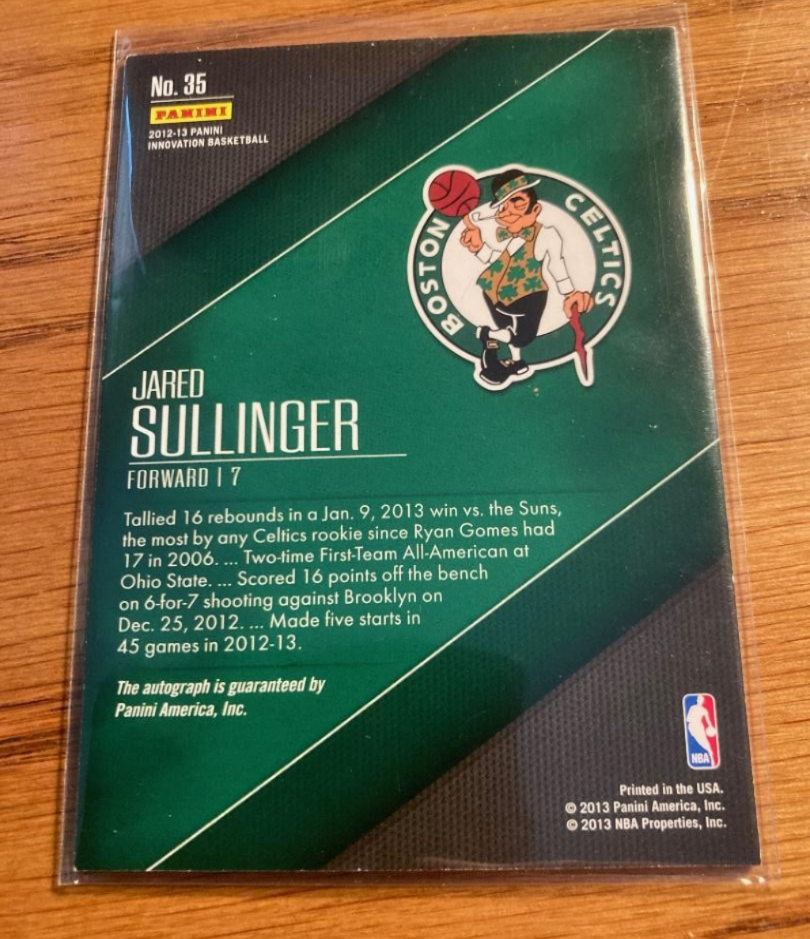 No. 35
PANINI
2012-13 PANINI
INNOVATION BASKETBALL
BOSTON CELTICS
JARED
SULLINGER
FORWARD | 7
Tallied 16 rebounds in a Jan. 9, 2013 win vs. the Suns,
the most by any Celtics rookie since Ryan Gomes had
17 in 2006. ... Two-time First-Team All-American at
Ohio State. ... Scored 16 points off the bench
on 6-for-7 shooting against Brooklyn on
Dec. 25, 2012. ... Made five starts in
45 games in 2012-13.
The autograph is guaranteed by
Panini America, Inc.
NBA
Printed in the USA.
© 2013 Panini America, Inc.
© 2013 NBA Properties, Inc.